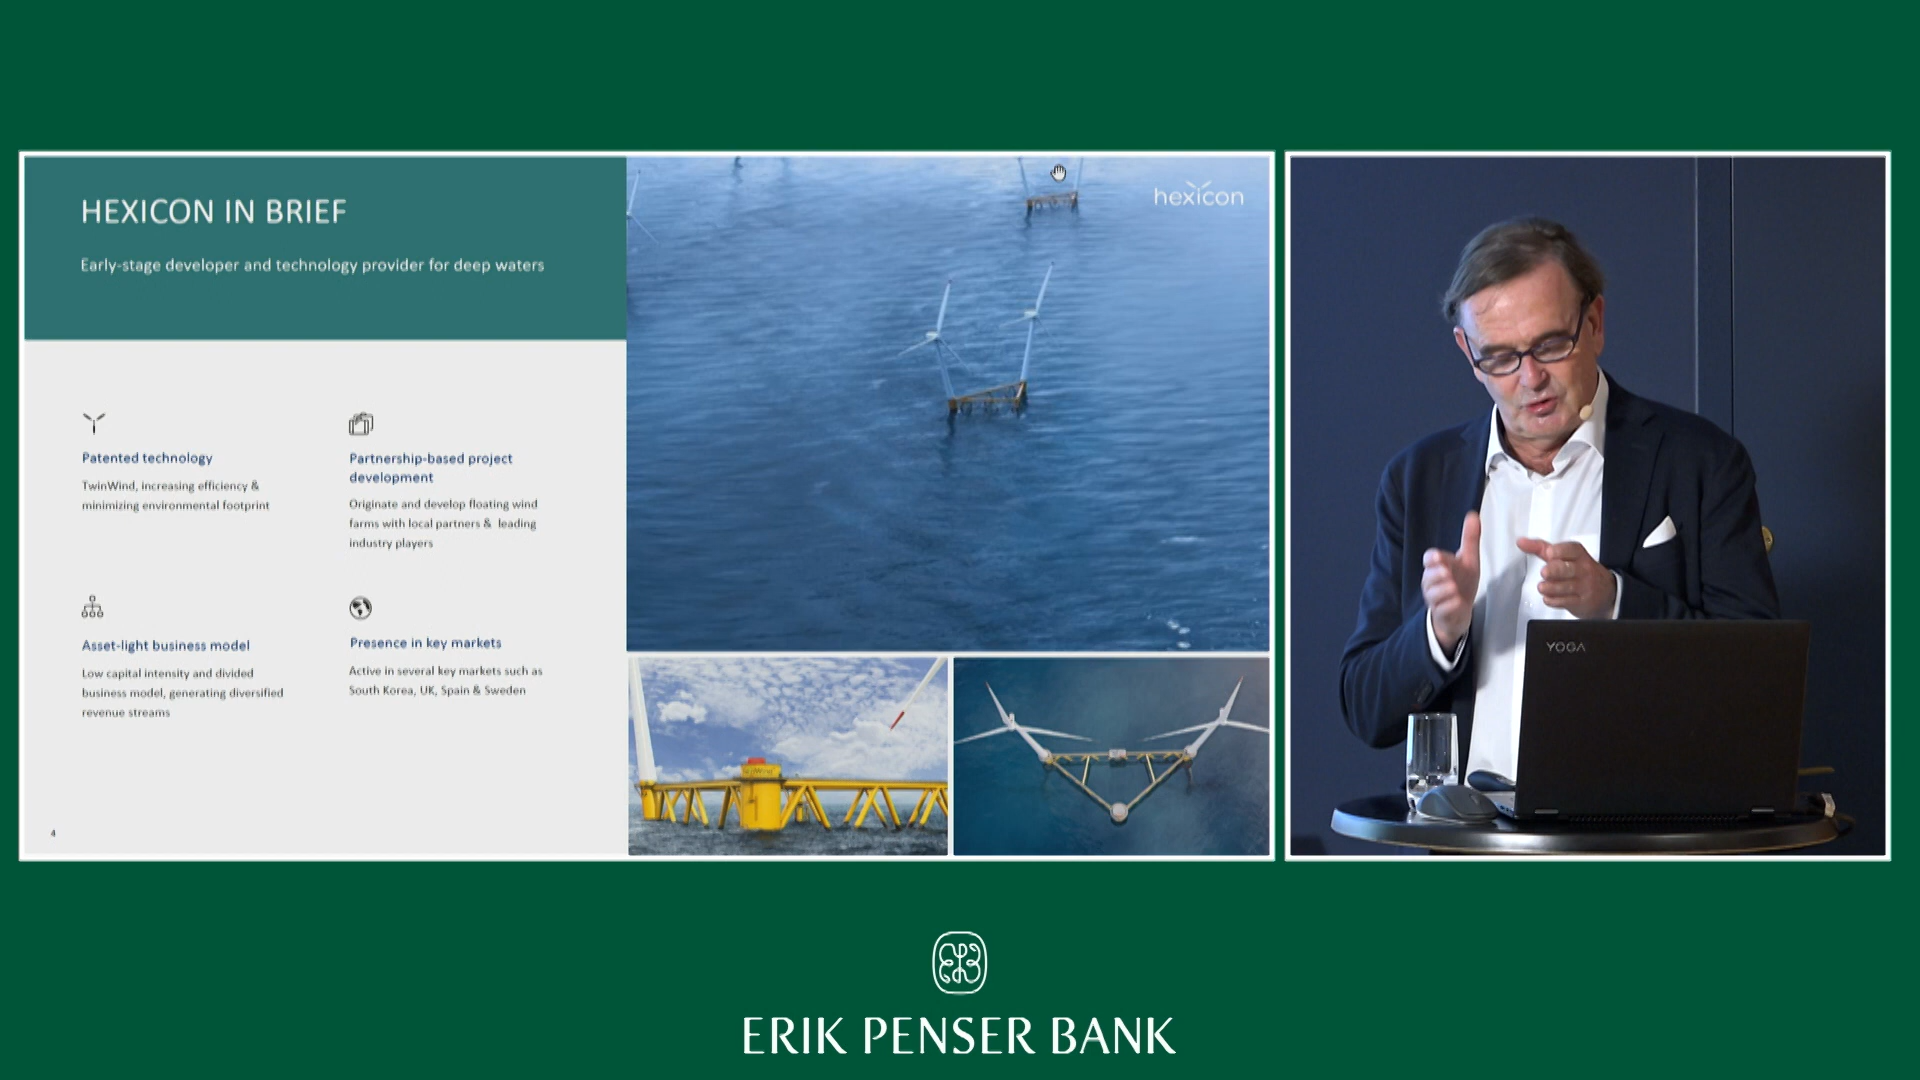 HEXICON IN BRIEF
Early-stage developer and technology provider for deep waters
hexicon
Patented technology
TwinWind, increasing efficiency &
minimizing environmental footprint
Partnership-based project
development
Originate and develop floating wind
farms with local partners & leading
industry players
Asset-light business model
Low capital intensity and divided
business model, generating diversified
revenue streams
Presence in key markets
Active in several key markets such as
South Korea, UK, Spain & Sweden
4
YOGA
ERIK PENSER BANK